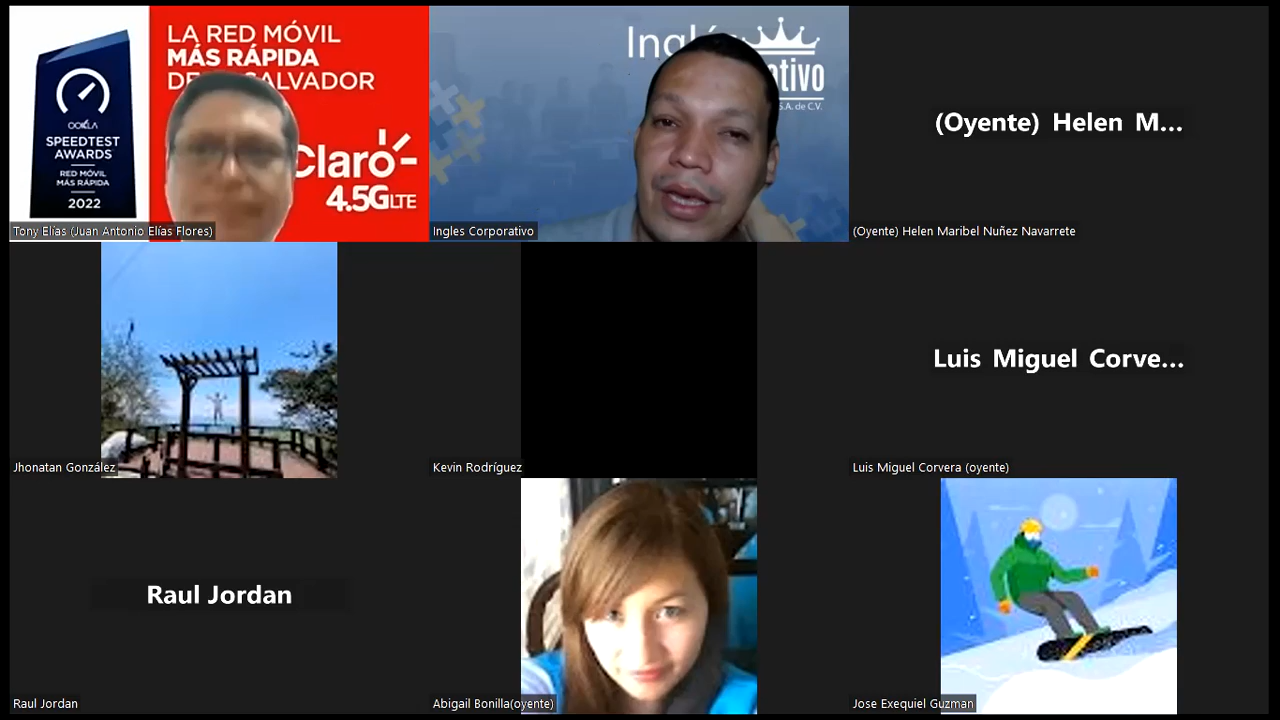 LA RED MÓVIL
MÁS RÁPIDA
DE SALVADOR
OOKLA
SPEEDTEST
AWARDS
RED MÓVIL
MÁS RÁPIDA
2022
Claro
4.5G LTE
Tony Elías (Juan Antonio Elías Flores)
Inglé
ativo
S.A. de C.V.
Ingles Corporativo
(Oyente) Helen M...
(Oyente) Helen Maribel Nuñez Navarrete
Jhonatan González
Kevin Rodríguez
Luis Miguel Corve...
Luis Miguel Corvera (oyente)
Raul Jordan
Raul Jordan
Abigail Bonilla(oyente)
Jose Exequiel Guzman